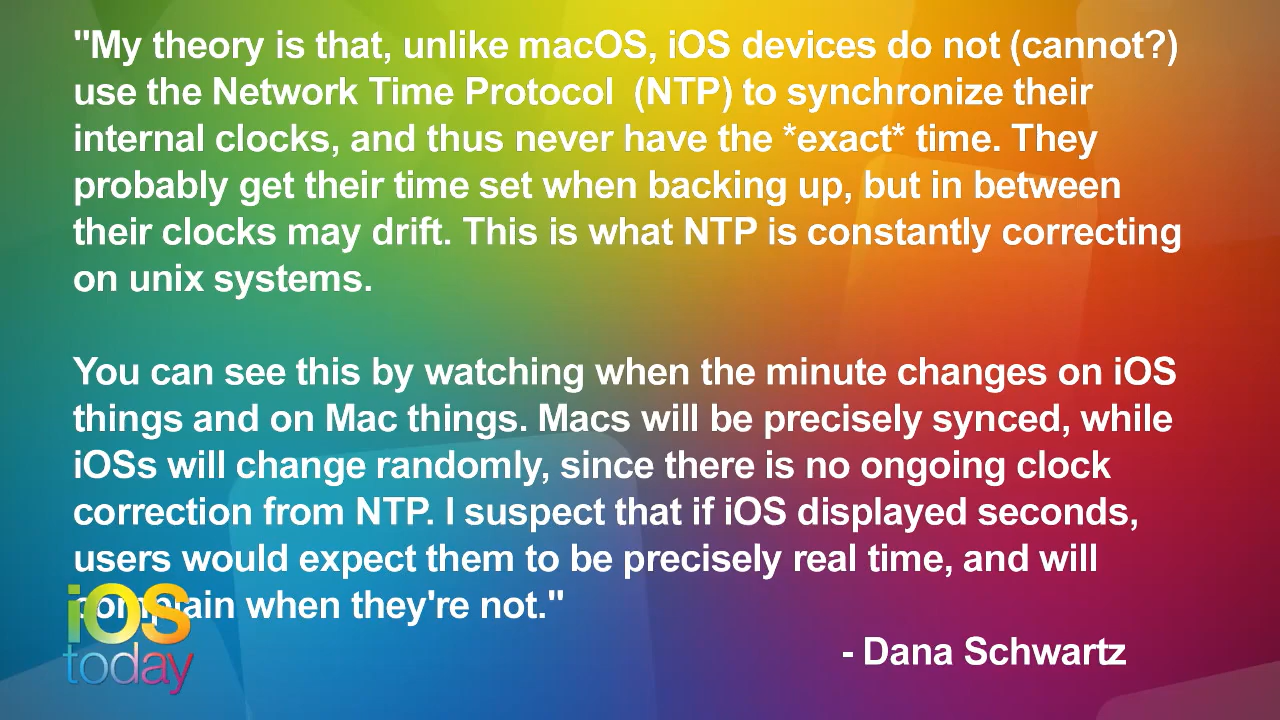 "My theory is that, unlike macOS, iOS devices do not (cannot?)
use the Network Time Protocol  (NTP) to synchronize their
internal clocks, and thus never have the *exact* time. They
probably get their time set when backing up, but in between
their clocks may drift. This is what NTP is constantly correcting
on unix systems.
You can see this by watching when the minute changes on iOS
things and on Mac things. Macs will be precisely synced, while
iOSs will change randomly, since there is no ongoing clock
correction from NTP. I suspect that if iOS displayed seconds,
users would expect them to be precisely real time, and will
complain when they're not."
- Dana Schwartz
iOS
today